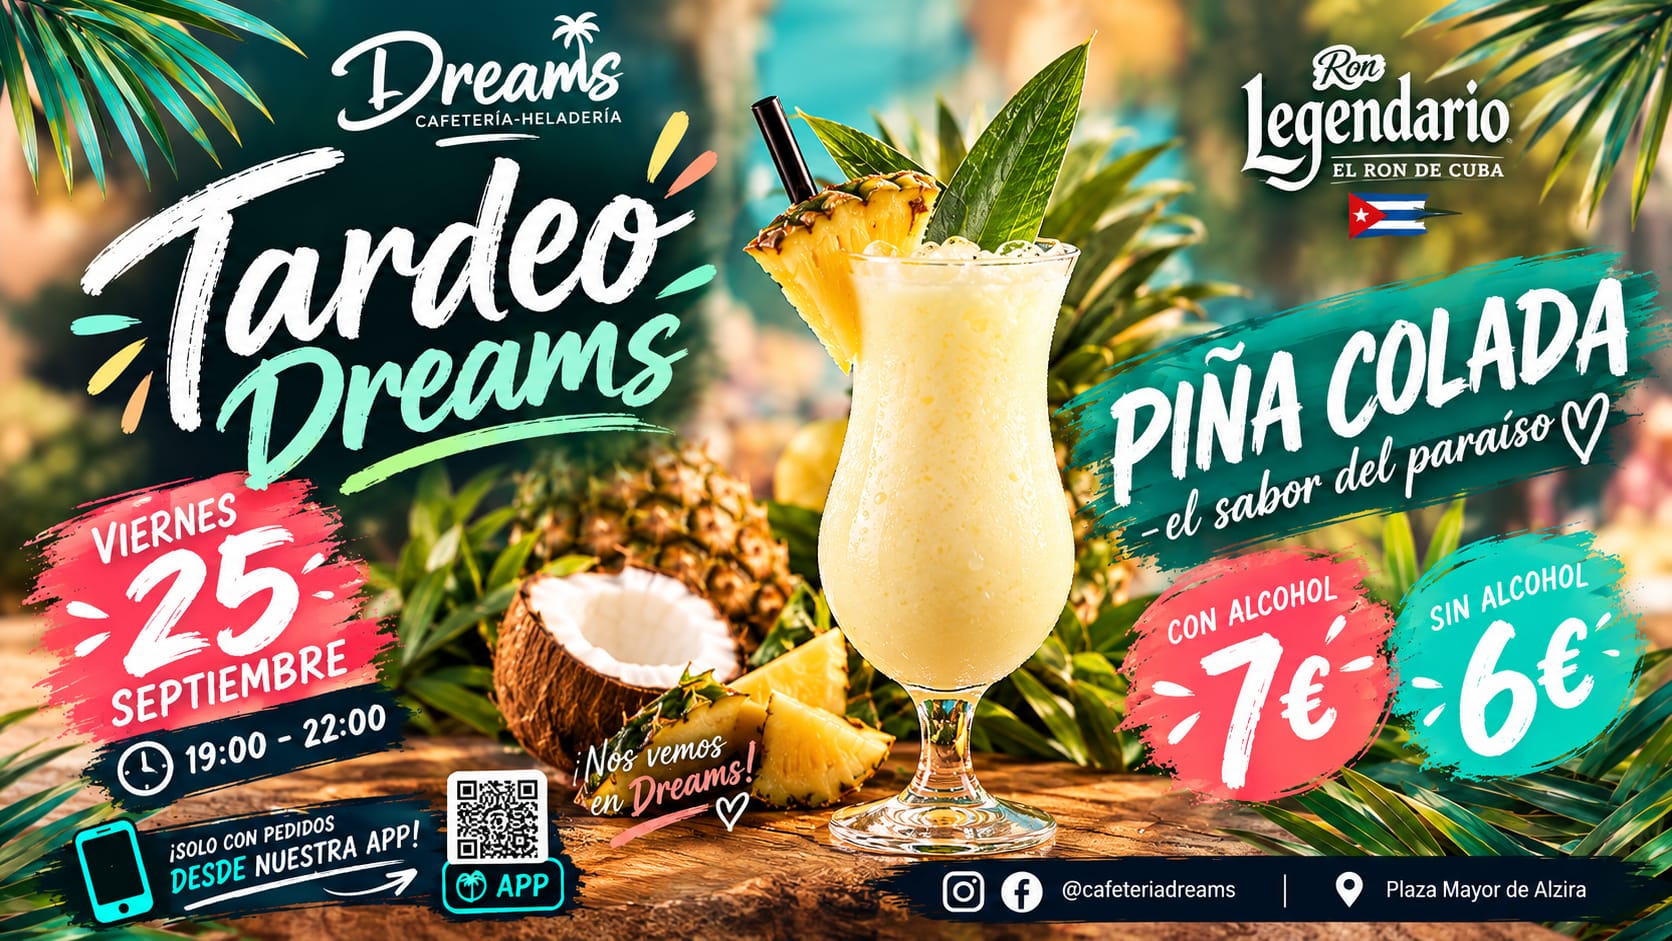 Dreams
CAFETERÍA-HELADERÍA
Tardeo
Dreams
VIERNES
25
SEPTIEMBRE
19:00 - 22:00
¡SOLO CON PEDIDOS
DESDE NUESTRA APP!
APP
¡Nos vemos
en Dreams!
Ron
Legendario
EL RON DE CUBA
PIÑA COLADA
- el sabor del paraíso
CON ALCOHOL
7€
SIN ALCOHOL
6€
@cafeteriadreams | Plaza Mayor de Alzira